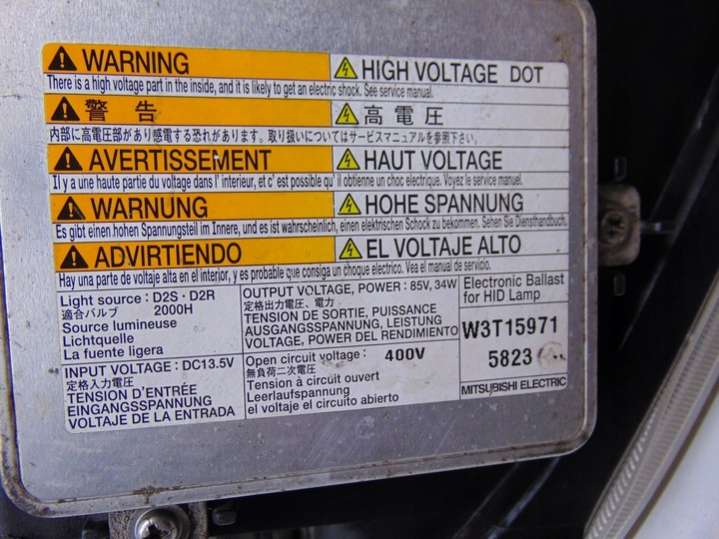 WARNING HIGH VOLTAGE DOT
There is a high voltage part in the inside, and it is likely to get an electric shock. See service manual.
警告 高電圧
内部に高電圧部があり感電する恐れがあります。取り扱いについてはサービスマニュアルを参照下さい。
AVERTISSEMENT HAUT VOLTAGE
Il y a une haute partie du voltage dans l' interieur, et c' est possible qu' il obtienne un choc electrique. Voyez le service manuel.
WARNUNG HOHE SPANNUNG
Es gibt einen hohen Spannungsteil im Innere, und es ist wahrscheinlich, einen elektrischen Schock zu bekommen. Sehen Sie Diensthandbuch.
ADVIRTIENDO EL VOLTAJE ALTO
Hay una parte de voltaje alta en el interior, y es probable que consiga un choque electrico. Vea el manual de servicio.
Light source : D2S · D2R
適合バルブ 2000H
Source lumineuse
Lichtquelle
La fuente ligera
INPUT VOLTAGE : DC13.5V
定格入力電圧
TENSION D'ENTRÉE
EINGANGSSPANNUNG
VOLTAJE DE LA ENTRADA
OUTPUT VOLTAGE, POWER : 85V, 34W
定格出力電圧、電力
TENSION DE SORTIE, PUISSANCE
AUSGANGSSPANNUNG, LEISTUNG
VOLTAGE, POWER DEL RENDIMIENTO
Open circuit voltage : 400V
無負荷二次電圧
Tension à circuit ouvert
Leerlaufspannung
el voltaje el circuito abierto
Electronic Ballast
for HID Lamp
W3T15971
5823
MITSUBISHI ELECTRIC